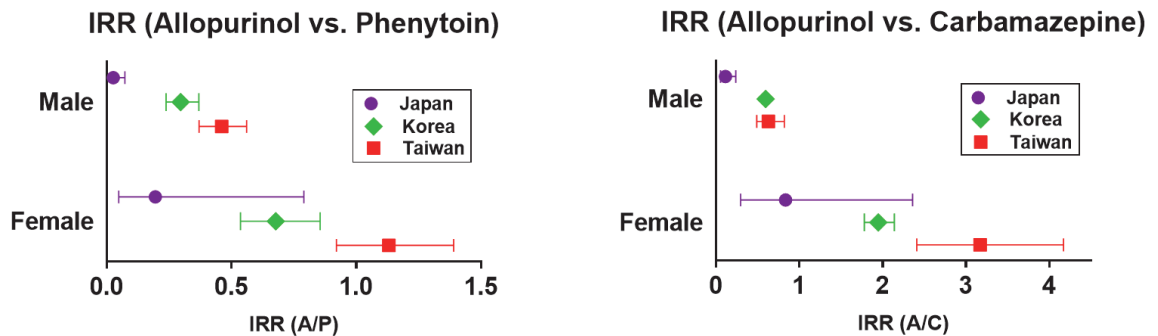 IRR (Allopurinol vs. Phenytoin)
Male
Female
Japan
Korea
Taiwan
0.0 0.5 1.0 1.5
IRR (A/P)
IRR (Allopurinol vs. Carbamazepine)
Male
Female
Japan
Korea
Taiwan
0 1 2 3 4
IRR (A/C)